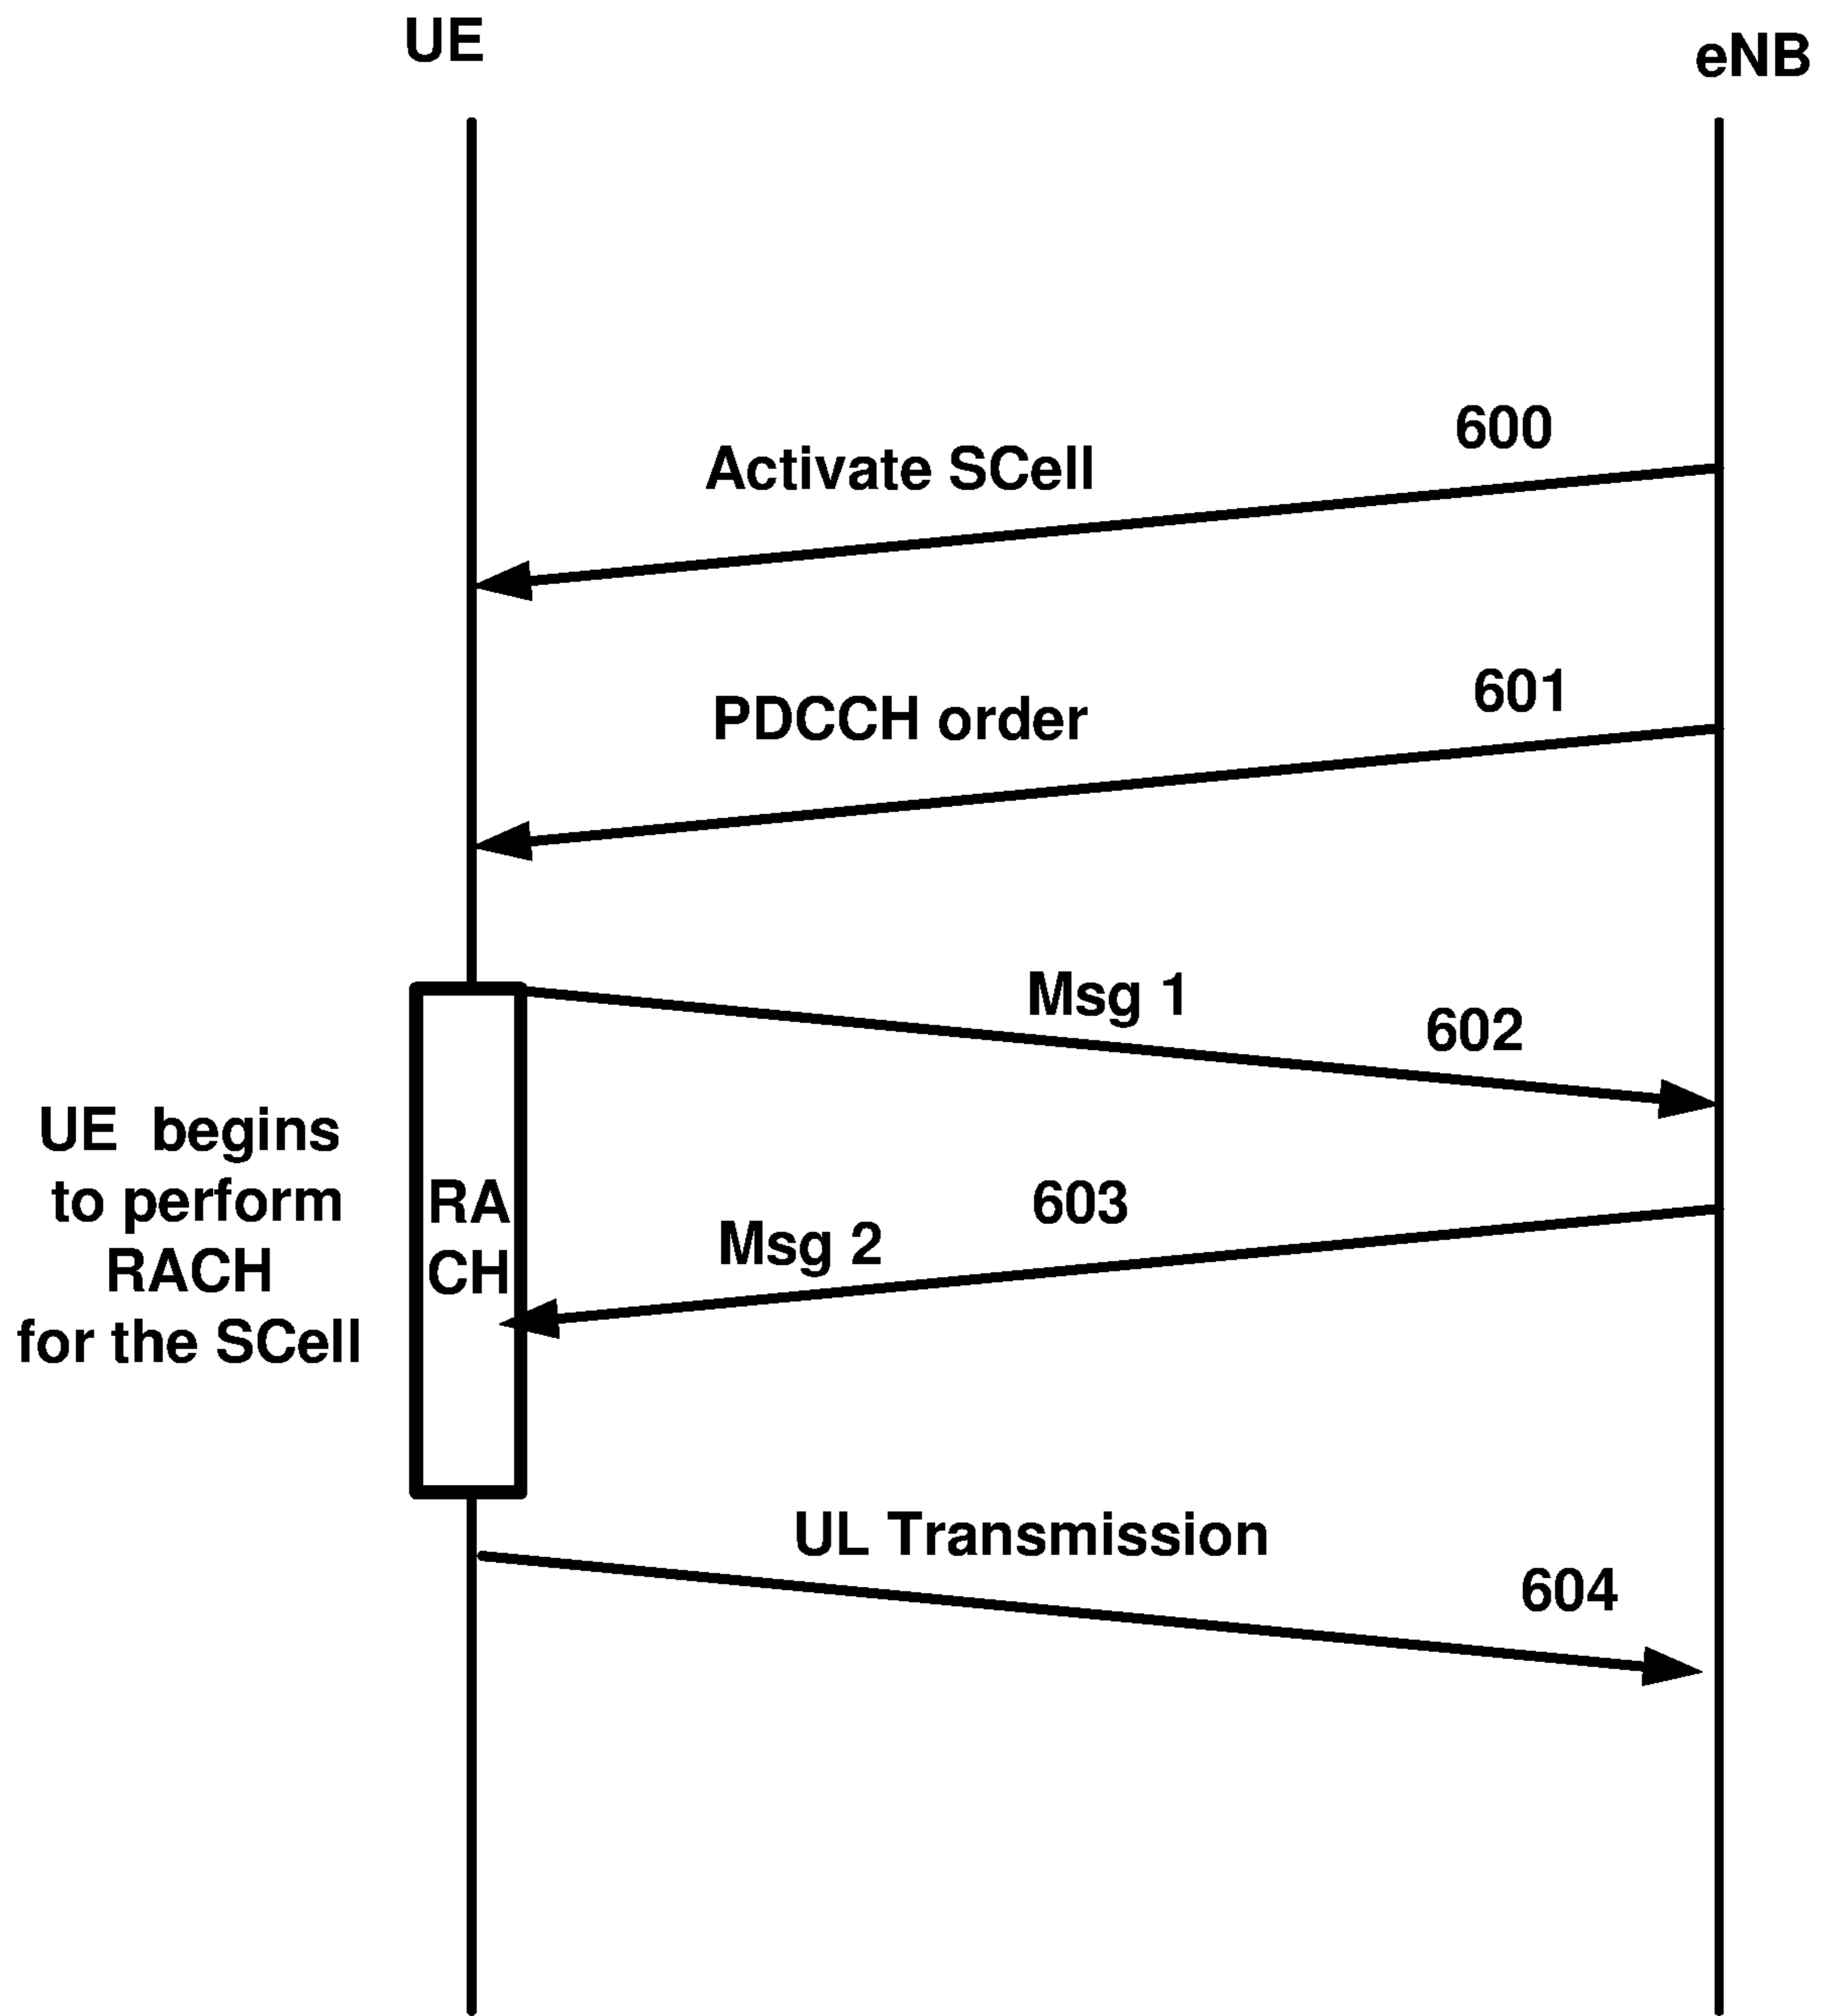 UE
eNB
600
Activate SCell
601
PDCCH order
Msg 1
602
UE begins
to perform
RACH
for the SCell
RA
CH
603
Msg 2
UL Transmission
604